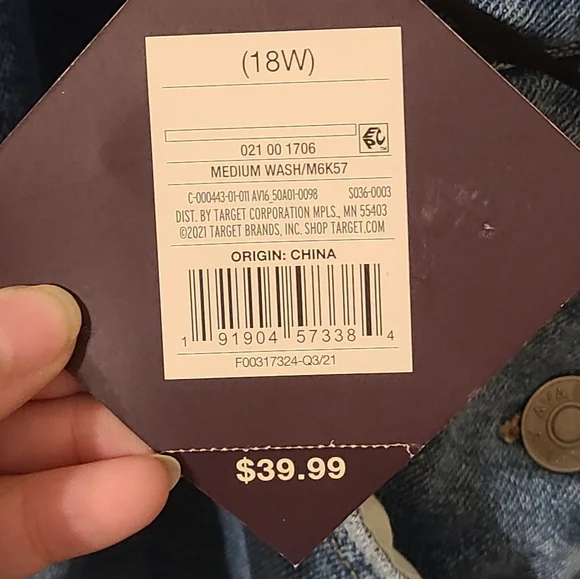 (18W)
EPC
TM
021 00 1706
MEDIUM WASH/M6K57
C-000443-01-011 AV16_50A01-0098 S036-0003
DIST. BY TARGET CORPORATION MPLS., MN 55403
©2021 TARGET BRANDS, INC. SHOP TARGET.COM
ORIGIN: CHINA
1 91904 57338 4
F00317324-Q3/21
$39.99